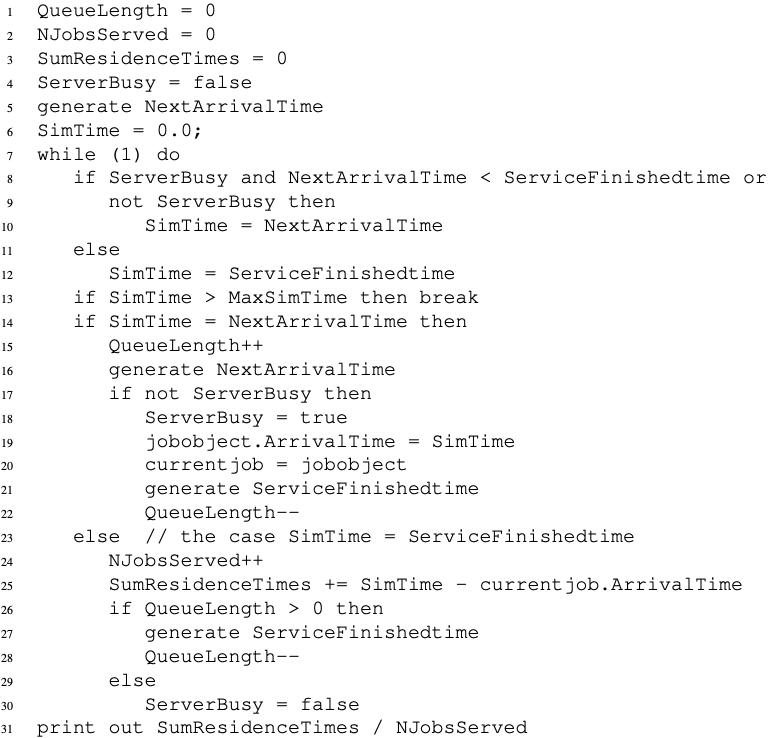 1 QueueLength = 0
2 NJobsServed = 0
3 SumResidenceTimes = 0
4 ServerBusy = false
5 generate NextArrivalTime
6 SimTime = 0.0;
7 while (1) do
8 if ServerBusy and NextArrivalTime < ServiceFinishedtime or
9 not ServerBusy then
10 SimTime = NextArrivalTime
11 else
12 SimTime = ServiceFinishedtime
13 if SimTime > MaxSimTime then break
14 if SimTime = NextArrivalTime then
15 QueueLength++
16 generate NextArrivalTime
17 if not ServerBusy then
18 ServerBusy = true
19 jobobject.ArrivalTime = SimTime
20 currentjob = jobobject
21 generate ServiceFinishedtime
22 QueueLength--
23 else // the case SimTime = ServiceFinishedtime
24 NJobsServed++
25 SumResidenceTimes += SimTime - currentjob.ArrivalTime
26 if QueueLength > 0 then
27 generate ServiceFinishedtime
28 QueueLength--
29 else
30 ServerBusy = false
31 print out SumResidenceTimes / NJobsServed